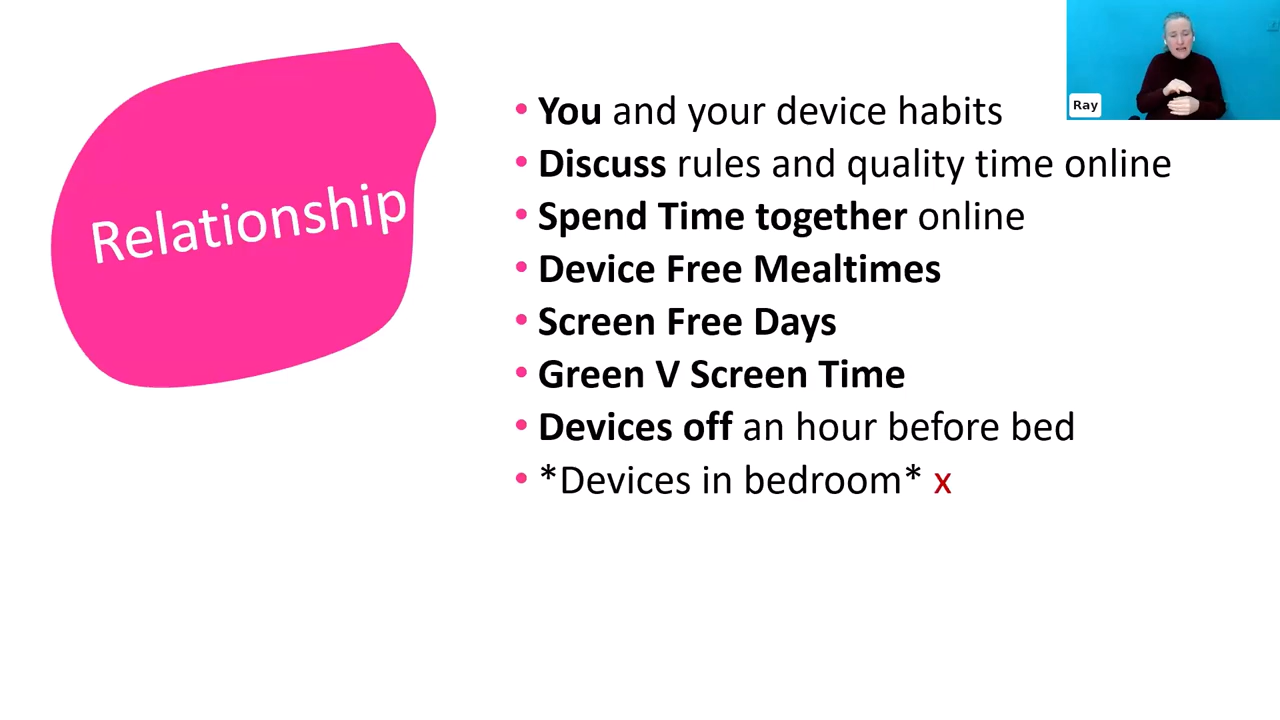 Relationship
• You and your device habits
• Discuss rules and quality time online
• Spend Time together online
• Device Free Mealtimes
• Screen Free Days
• Green V Screen Time
• Devices off an hour before bed
• *Devices in bedroom* x
Ray